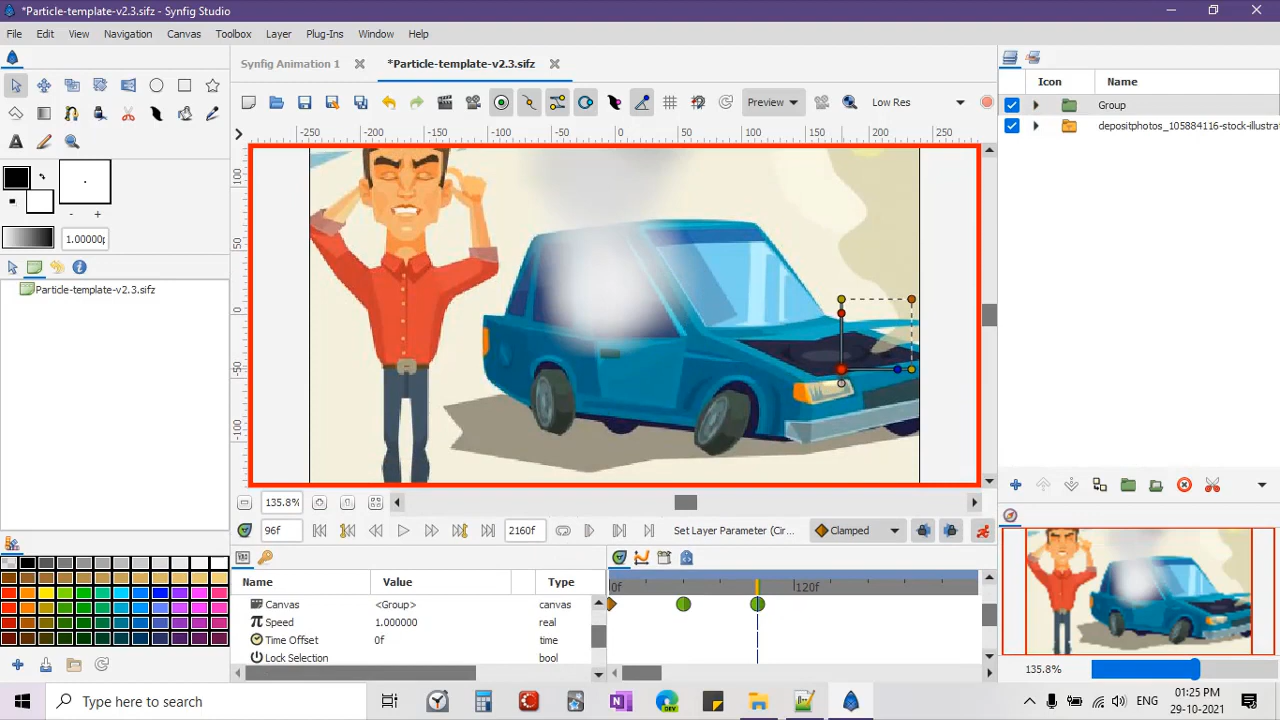 *Particle-template-v2.3.sifz - Synfig Studio
File Edit View Navigation Canvas Toolbox Layer Plug-Ins Window Help
Synfig Animation 1 *Particle-template-v2.3.sifz
Icon Name
Preview Low Res
Group
depositphotos_105884116-stock-illustra
-250 -200 -150 -100 -50 0 50 100 150 200 250
100
50
0
-50
-100
1.00000p
Particle-template-v2.3.sifz
135.8%
96f 2160f Set Layer Parameter (Cir... Clamped
0f 120f
Name Value Type
Canvas <Group> canvas
Speed 1.000000 real
Time Offset 0f time
Lock Selection bool
135.8%
Type here to search
DEV
ENG
01:25 PM
29-10-2021